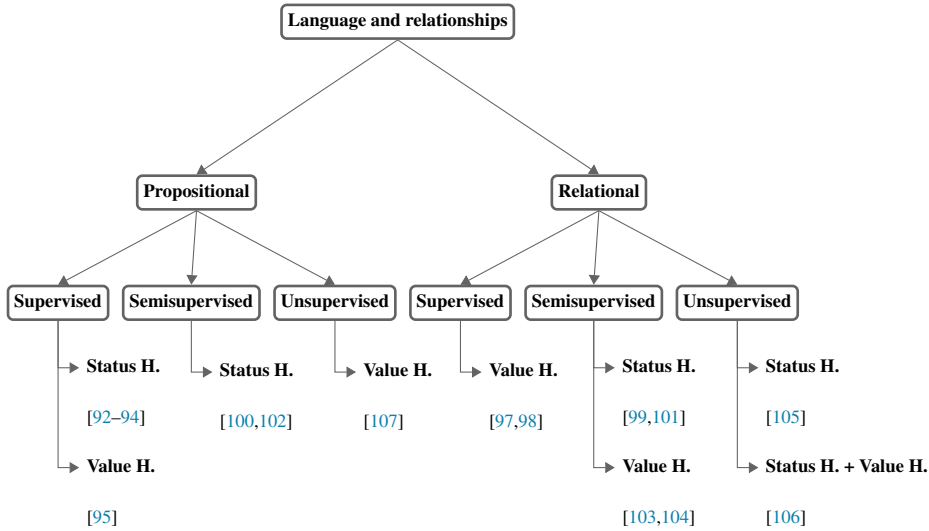 Language and relationships
Propositional
Relational
Supervised
Semisupervised
Unsupervised
Supervised
Semisupervised
Unsupervised
Status H.
Status H.
Value H.
Value H.
Status H.
Status H.
[92–94]
[100,102]
[107]
[97,98]
[99,101]
[105]
Value H.
Value H.
Status H. + Value H.
[95]
[103,104]
[106]